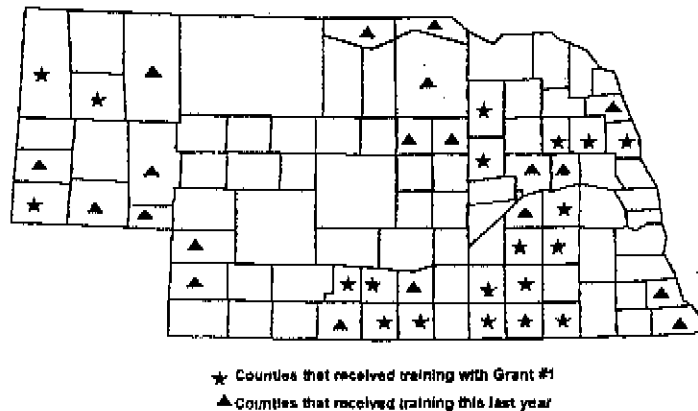 Counties that received training with Grant #1
Counties that received training this last year